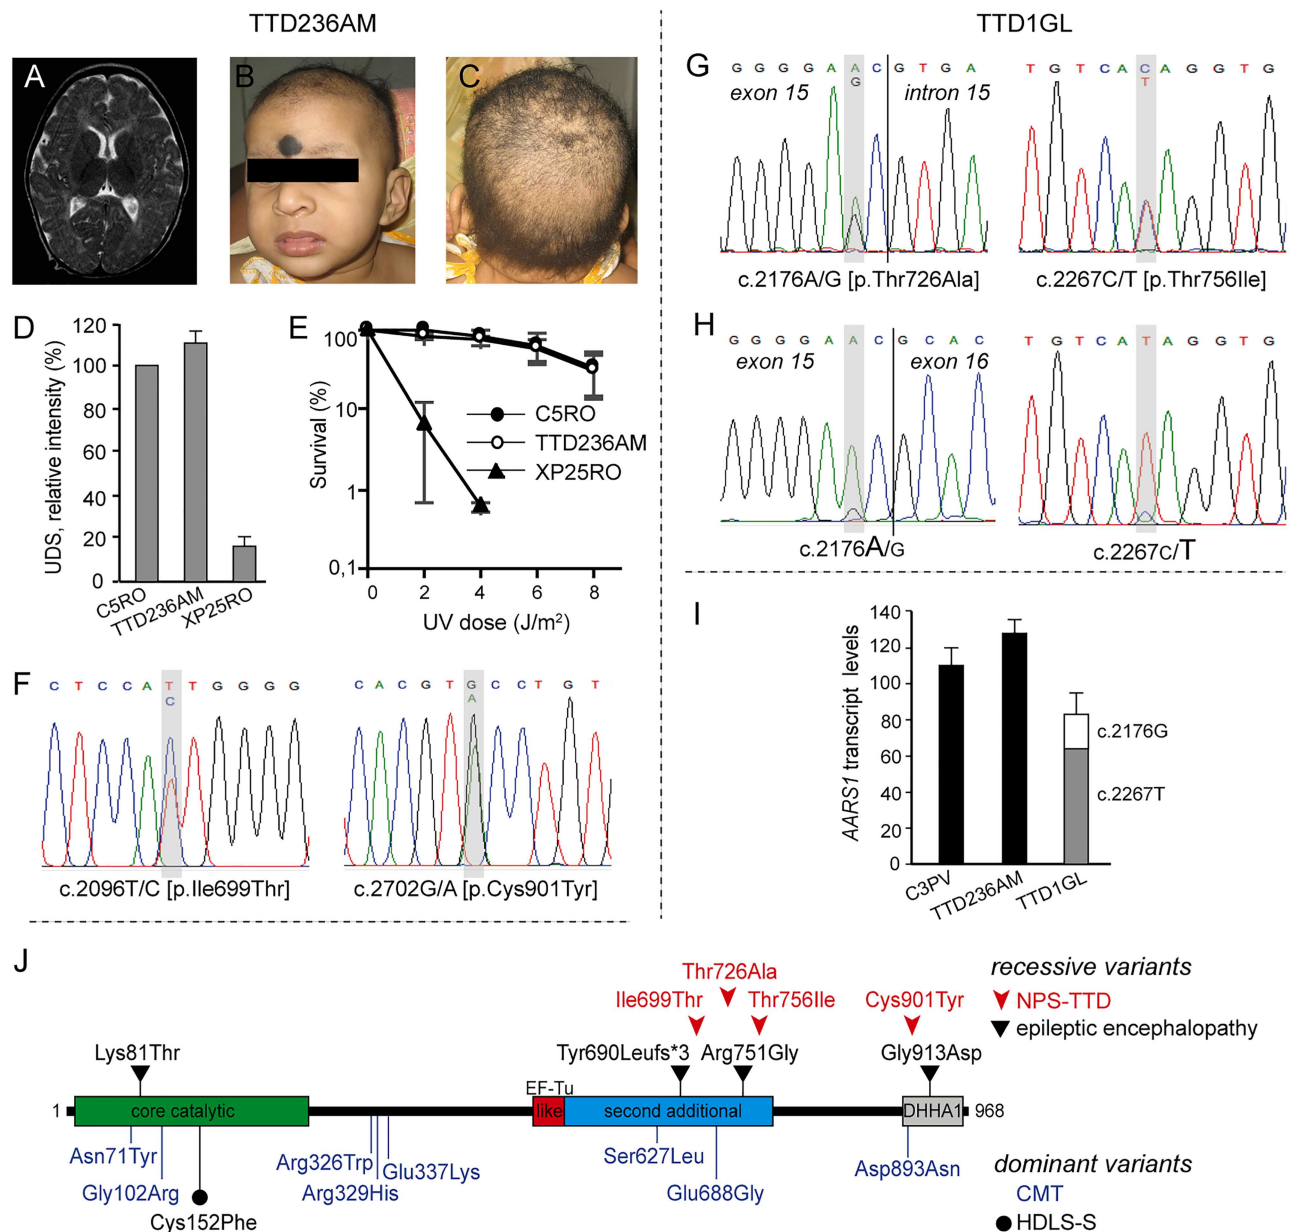 TTD236AM
TTD1GL
A
B
C
D
UDS, relative intensity (%)
120
100
80
60
40
20
0
C5RO
TTD236AM
XP25RO
E
Survival (%)
100
10
1
0,1
0
2
4
6
8
UV dose (J/m²)
C5RO
TTD236AM
XP25RO
F
C T C C A T T G G G G
C
c.2096T/C [p.Ile699Thr]
C A C G T G C C T G T
A
c.2702G/A [p.Cys901Tyr]
G
G G G G A A C G T G A
G
exon 15
intron 15
c.2176A/G [p.Thr726Ala]
T G T C A C A G G T G
T
c.2267C/T [p.Thr756Ile]
H
G G G G A A C G C A C
exon 15
exon 16
c.2176A/G
T G T C A T A G G T G
c.2267C/T
I
AARS1 transcript levels
140
120
100
80
60
40
20
0
c.2176G
c.2267T
C3PV
TTD236AM
TTD1GL
J
Thr726Ala
Ile699Thr
Thr756Ile
Cys901Tyr
recessive variants
NPS-TTD
epileptic encephalopathy
Lys81Thr
Tyr690Leufs*3
Arg751Gly
Gly913Asp
EF-Tu
1
core catalytic
like
second additional
DHHA1
968
Asn71Tyr
Gly102Arg
Cys152Phe
Arg326Trp
Arg329His
Glu337Lys
Ser627Leu
Glu688Gly
Asp893Asn
dominant variants
CMT
HDLS-S